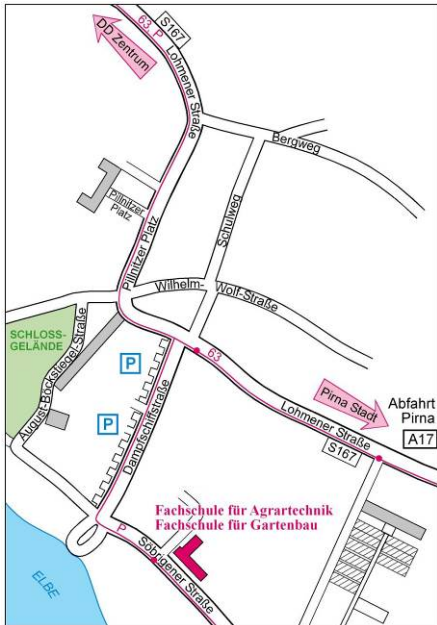 63, P
S167
DD Zentrum
Lohmener Straße
Bergweg
Pillnitzer
Platz
Pillnitzer Platz
Schulweg
Wilhelm-Wolf-Straße
SCHLOSS-
GELÄNDE
August-Böckstiegel-Straße
P
63
P
Dampfschiffstraße
Pirna Stadt
Abfahrt
Pirna
A17
Lohmener Straße
S167
Fachschule für Agrartechnik
Fachschule für Gartenbau
P
Söbrigener Straße
ELBE